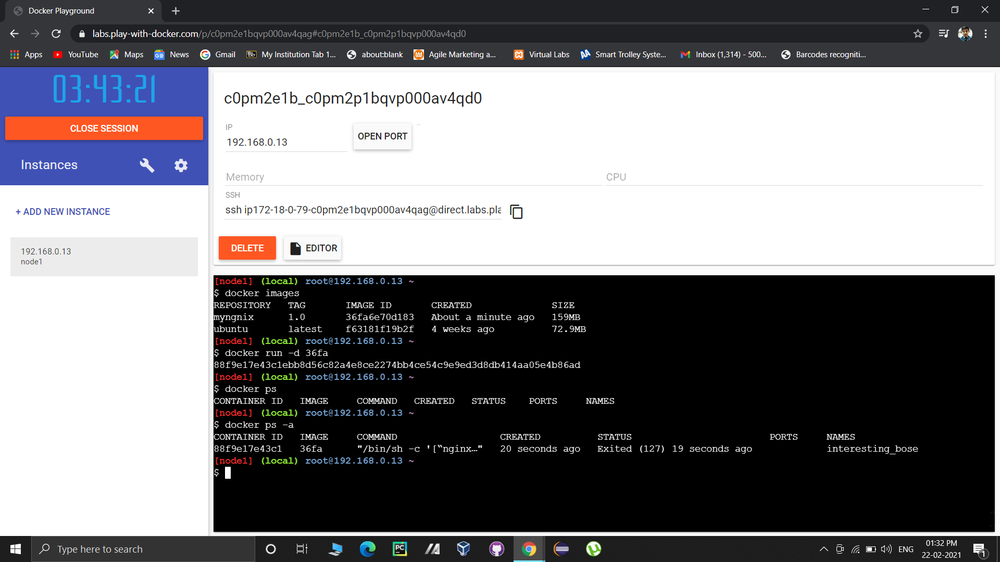 Docker Playground
labs.play-with-docker.com/p/c0pm2e1bqvp000av4qag#c0pm2e1b_c0pm2p1bqvp000av4qd0
Apps YouTube Maps News Gmail Bb My Institution Tab 1... about:blank Agile Marketing a... Virtual Labs Smart Trolley Syste... Inbox (1,314) - 500... Barcodes recogniti...
03:43:21
CLOSE SESSION
Instances
+ ADD NEW INSTANCE
192.168.0.13
node1
c0pm2e1b_c0pm2p1bqvp000av4qd0
IP
192.168.0.13
OPEN PORT
Memory CPU
SSH
ssh ip172-18-0-79-c0pm2e1bqvp000av4qag@direct.labs.pla
DELETE EDITOR
[node1] (local) root@192.168.0.13 ~
$ docker images
REPOSITORY TAG IMAGE ID CREATED SIZE
myngnix 1.0 36fa6e70d183 About a minute ago 159MB
ubuntu latest f63181f19b2f 4 weeks ago 72.9MB
[node1] (local) root@192.168.0.13 ~
$ docker run -d 36fa
88f9e17e43c1ebb8d56c82a4e8ce2274bb4ce54c9e9ed3d8db414aa05e4b86ad
[node1] (local) root@192.168.0.13 ~
$ docker ps
CONTAINER ID IMAGE COMMAND CREATED STATUS PORTS NAMES
[node1] (local) root@192.168.0.13 ~
$ docker ps -a
CONTAINER ID IMAGE COMMAND CREATED STATUS PORTS NAMES
88f9e17e43c1 36fa "/bin/sh -c '[“nginx…" 20 seconds ago Exited (127) 19 seconds ago interesting_bose
[node1] (local) root@192.168.0.13 ~
$
Type here to search
PC
ENG
01:32 PM
22-02-2021
1